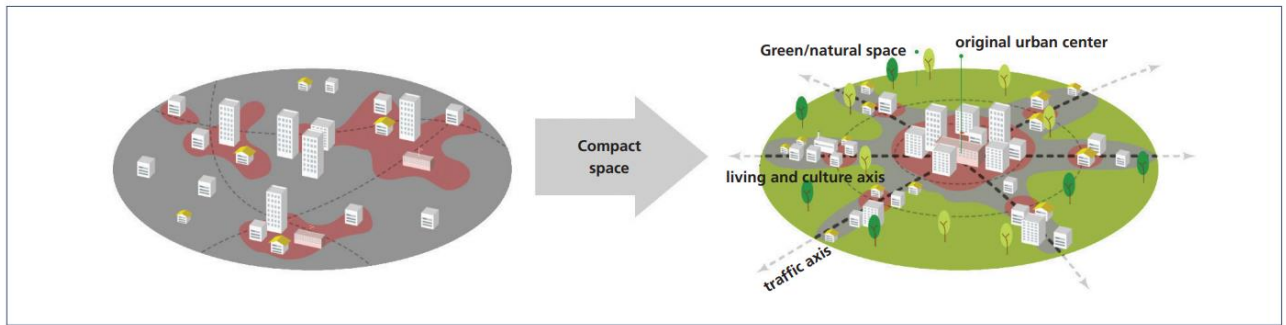 Compact
space
Green/natural space
original urban center
living and culture axis
traffic axis